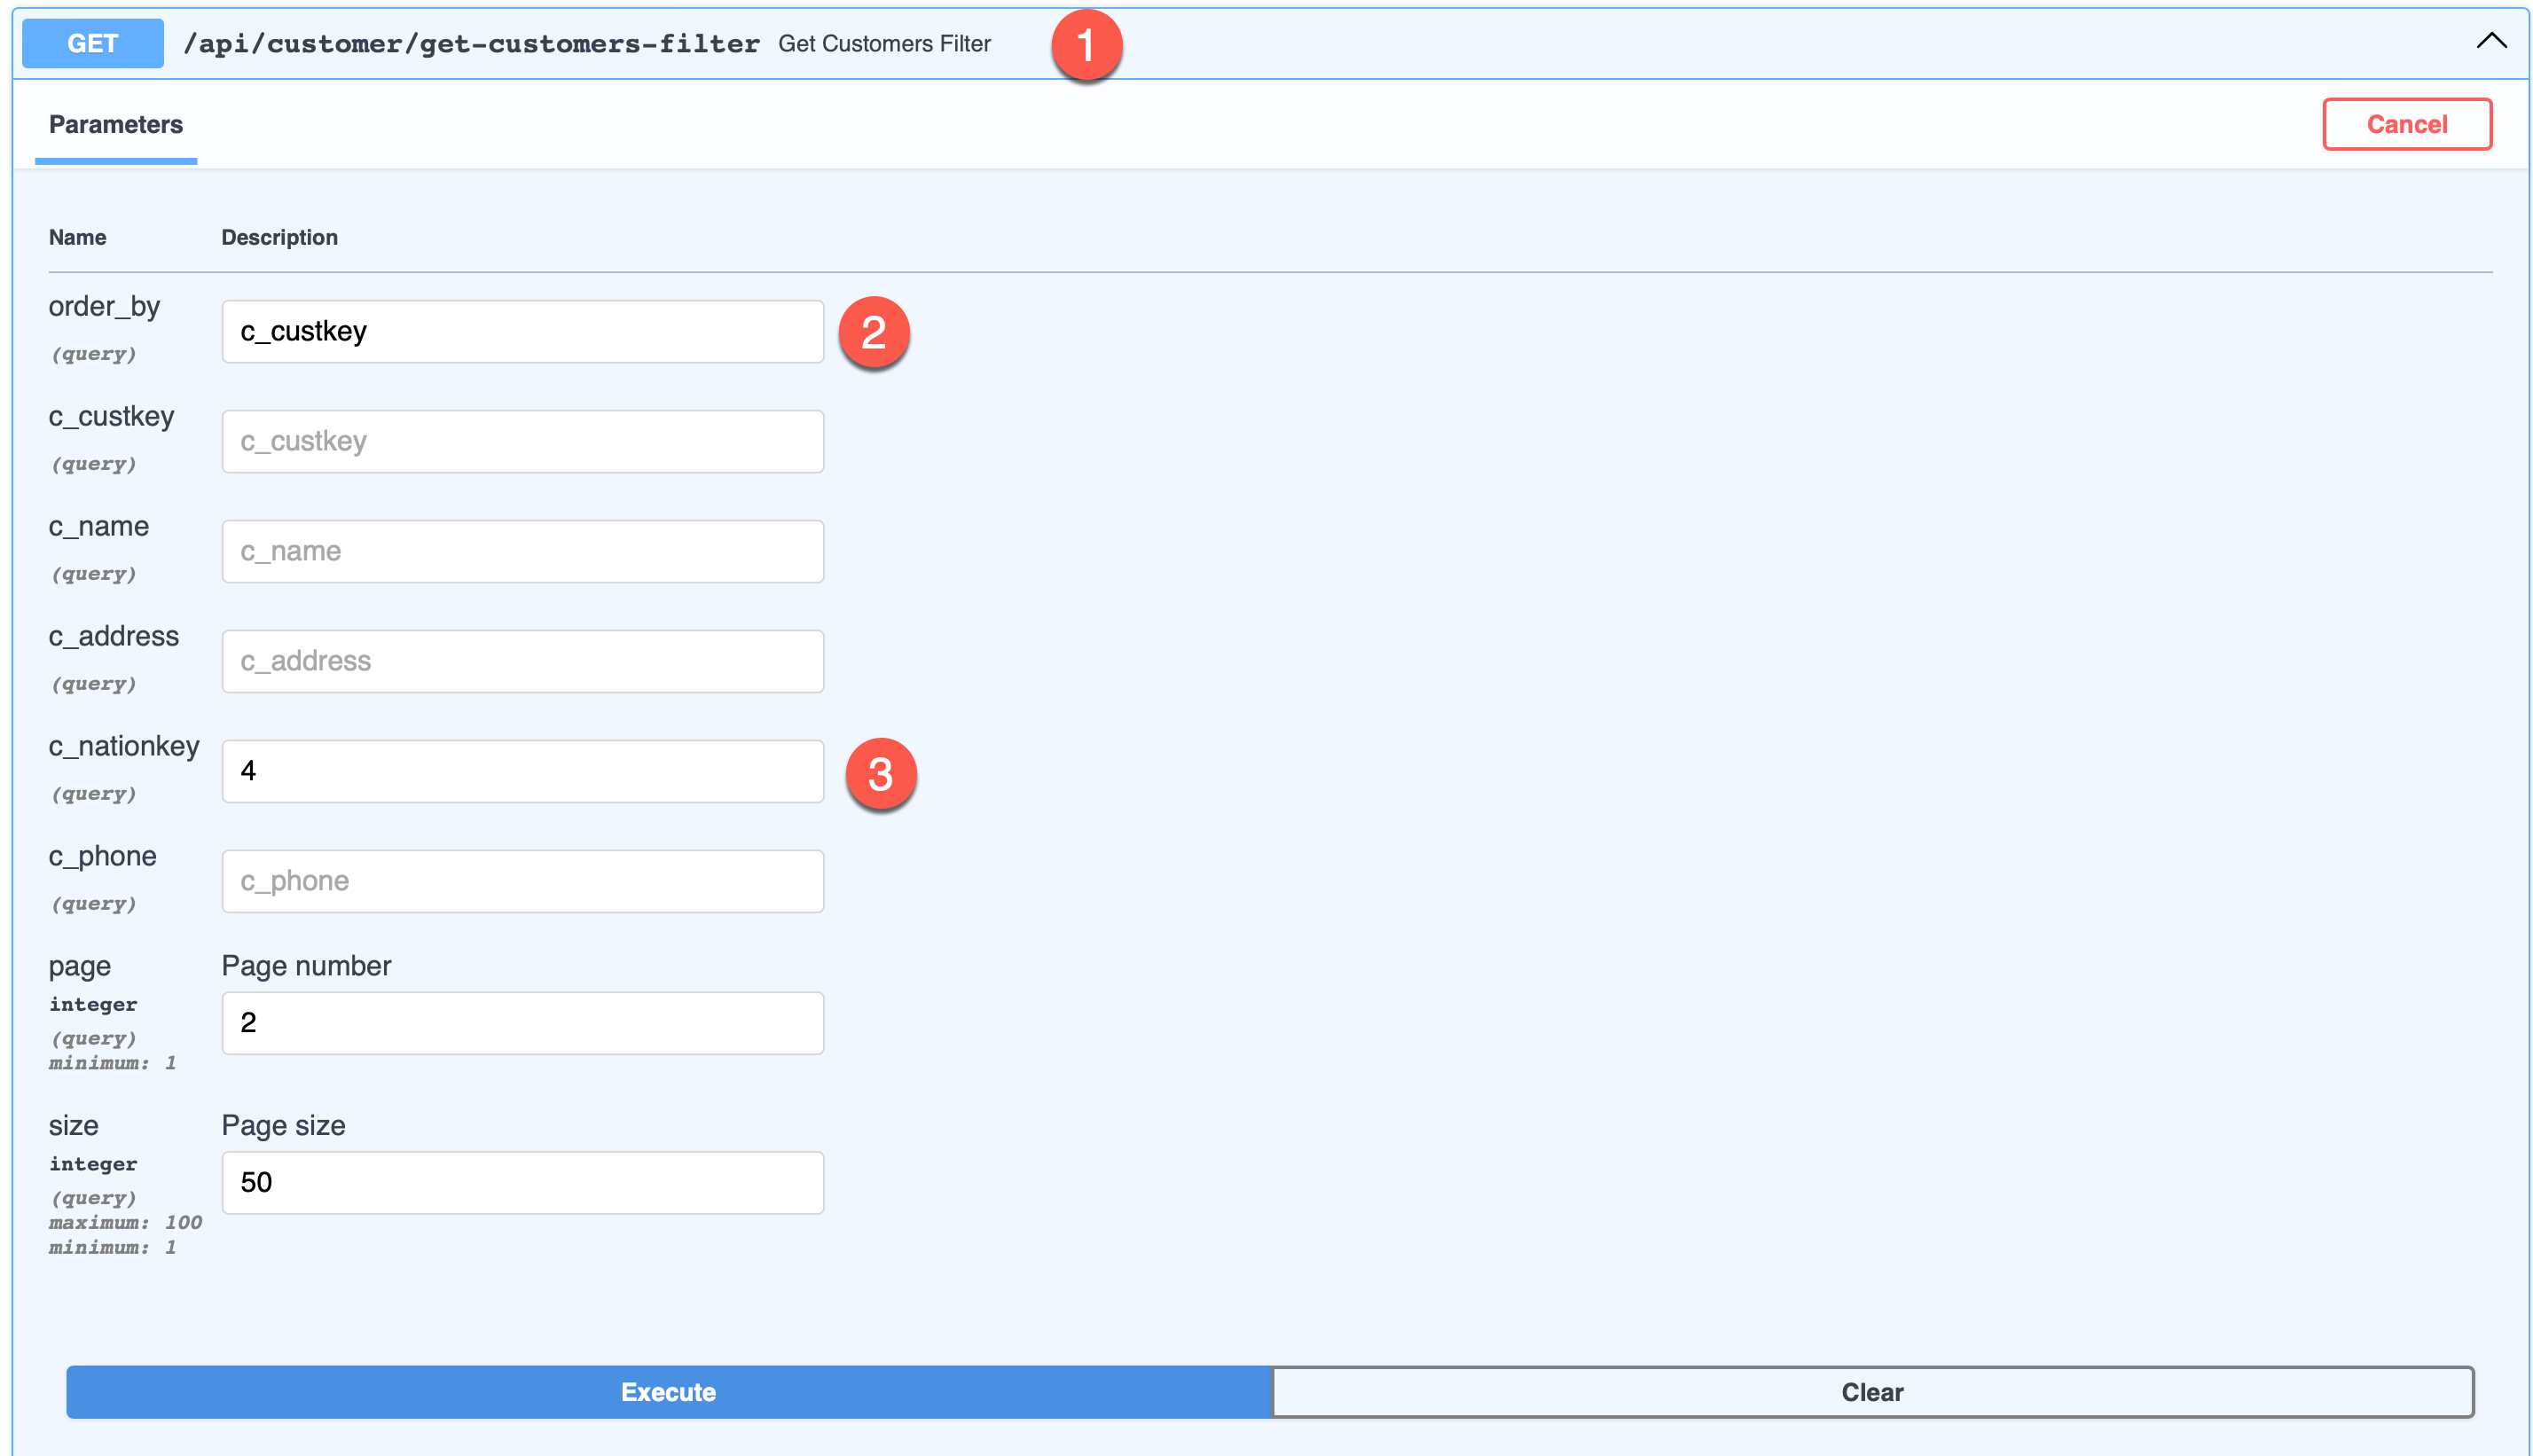 GET /api/customer/get-customers-filter Get Customers Filter 1
Parameters Cancel
Name Description
order_by
(query)
c_custkey 2
c_custkey
(query)
c_custkey
c_name
(query)
c_name
c_address
(query)
c_address
c_nationkey
(query)
4 3
c_phone
(query)
c_phone
page Page number
integer
(query)
minimum: 1
2
size Page size
integer
(query)
maximum: 100
minimum: 1
50
Execute Clear